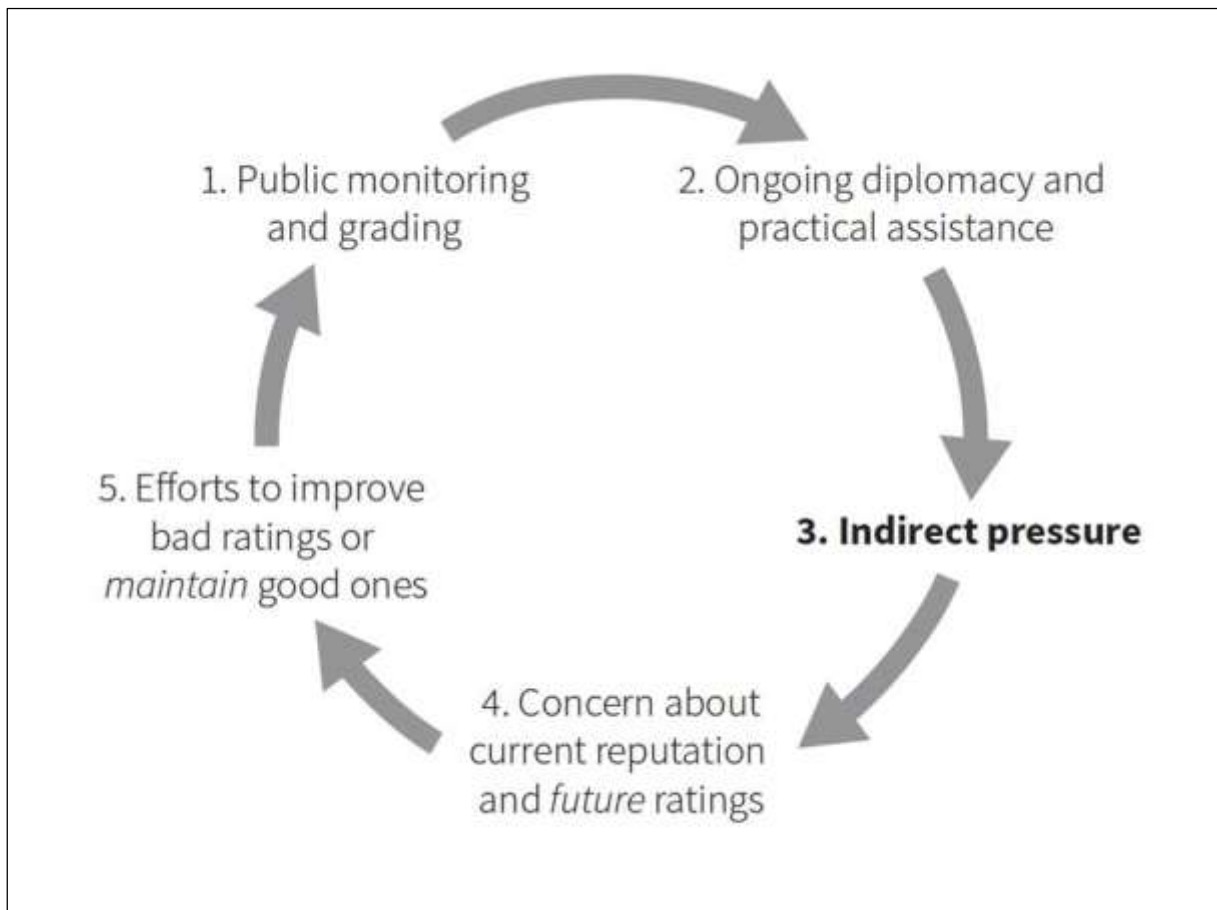 1. Public monitoring
and grading
2. Ongoing diplomacy and
practical assistance
3. Indirect pressure
4. Concern about
current reputation
and future ratings
5. Efforts to improve
bad ratings or
maintain good ones